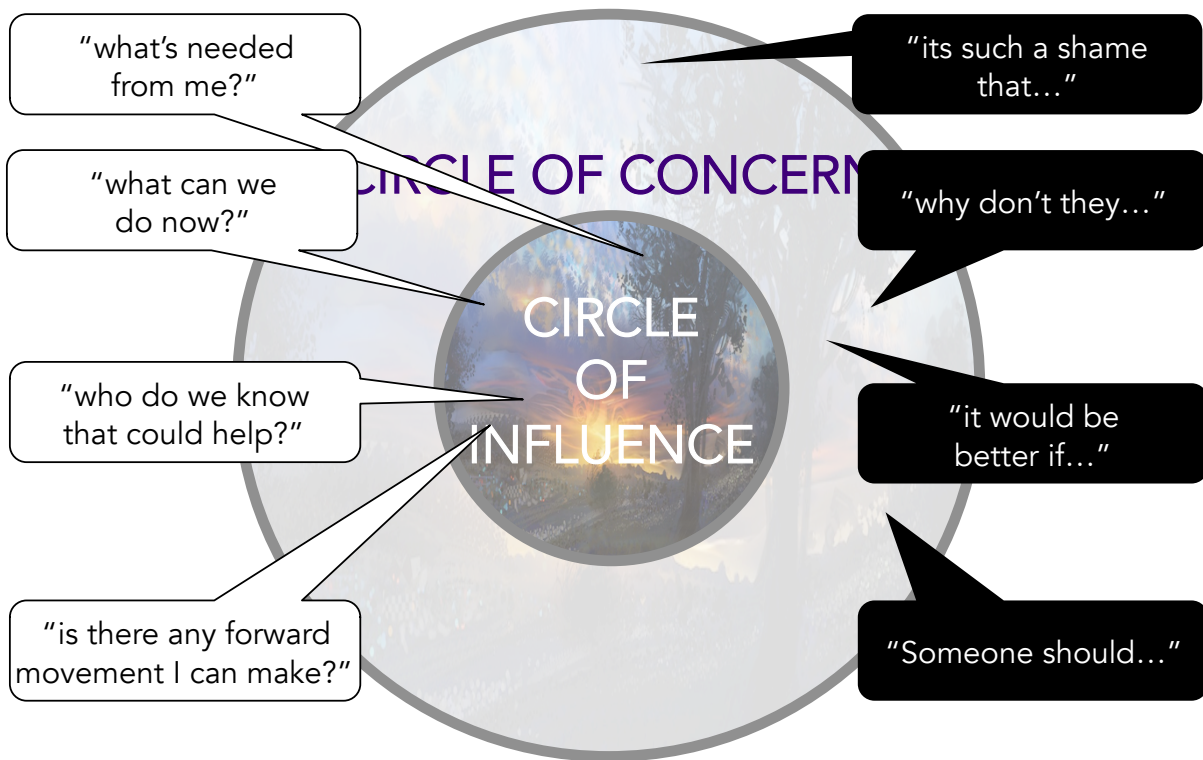 “what’s needed
from me?”
“its such a shame
that…”
CIRCLE OF CONCERN
“what can we
do now?”
“why don’t they…”
CIRCLE
OF
INFLUENCE
“who do we know
that could help?”
“it would be
better if…”
“is there any forward
movement I can make?”
“Someone should…”